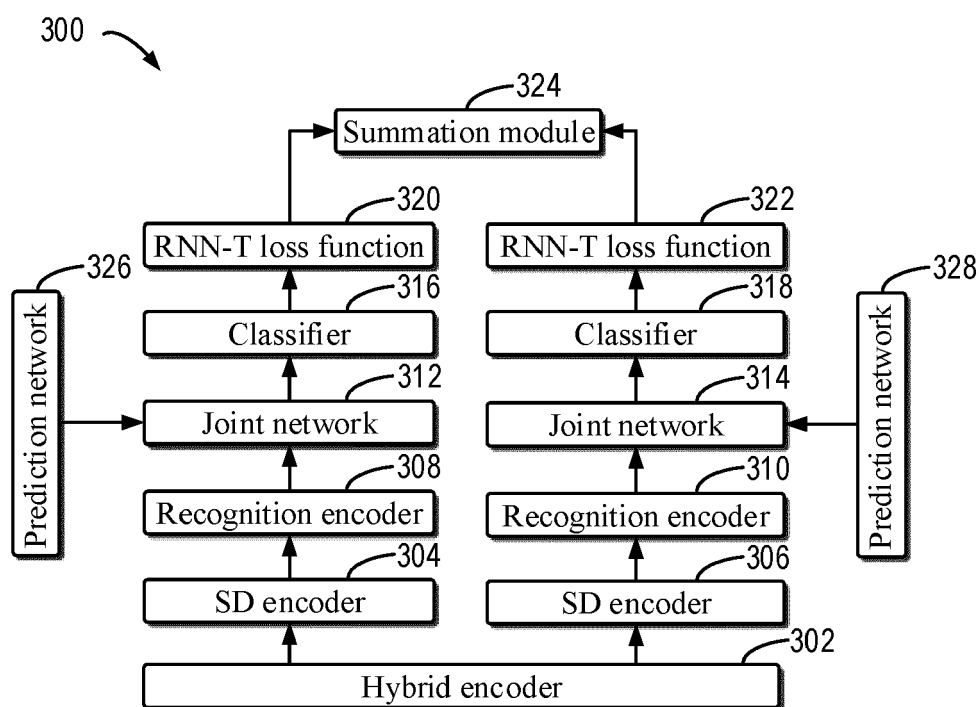 300
324
Summation module
320
322
RNN-T loss function
RNN-T loss function
326
316
318
328
Classifier
Classifier
Prediction network
312
314
Prediction network
Joint network
Joint network
308
310
Recognition encoder
Recognition encoder
304
306
SD encoder
SD encoder
302
Hybrid encoder